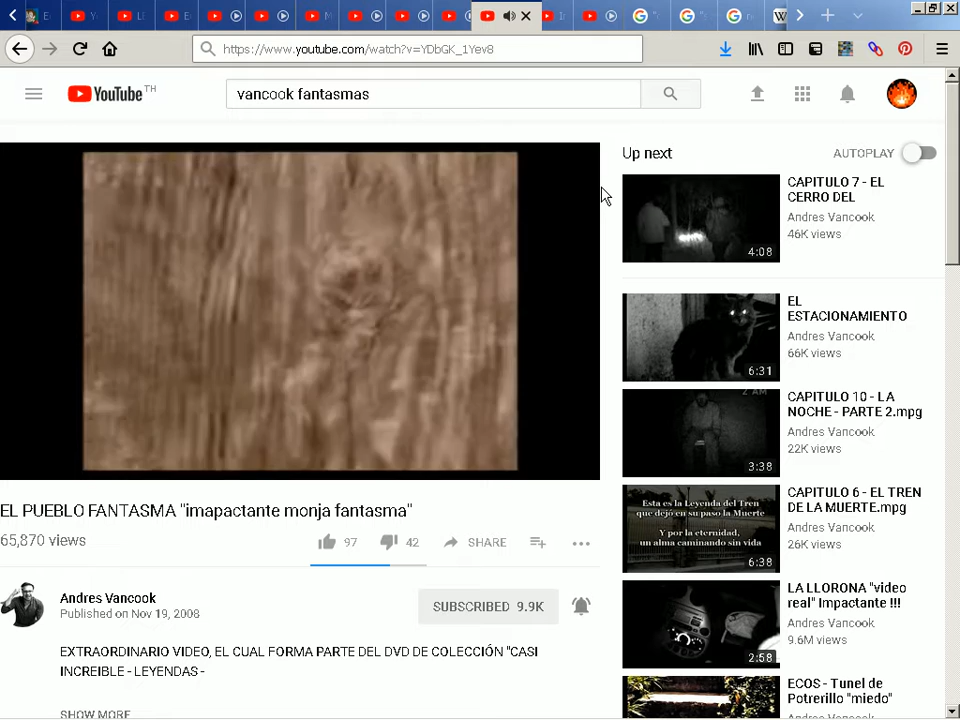 https://www.youtube.com/watch?v=YDbGK_1Yev8
YouTube TH
vancook fantasmas
Up next
AUTOPLAY
CAPITULO 7 - EL
CERRO DEL
Andres Vancook
46K views
4:08
EL
ESTACIONAMIENTO
Andres Vancook
66K views
6:31
CAPITULO 10 - LA
NOCHE - PARTE 2.mpg
Andres Vancook
22K views
2 AM
3:38
CAPITULO 6 - EL TREN
DE LA MUERTE.mpg
Andres Vancook
26K views
Esta es la Leyenda del Tren
que dejó en su paso la Muerte
Y por la eternidad,
un alma caminando sin vida
6:38
LA LLORONA "video
real" Impactante !!!
Andres Vancook
9.6M views
2:58
ECOS - Tunel de
Potrerillo "miedo"
EL PUEBLO FANTASMA "imapactante monja fantasma"
65,870 views
97
42
SHARE
Andres Vancook
Published on Nov 19, 2008
SUBSCRIBED 9.9K
EXTRAORDINARIO VIDEO, EL CUAL FORMA PARTE DEL DVD DE COLECCIÓN "CASI
INCREIBLE - LEYENDAS -
SHOW MORE